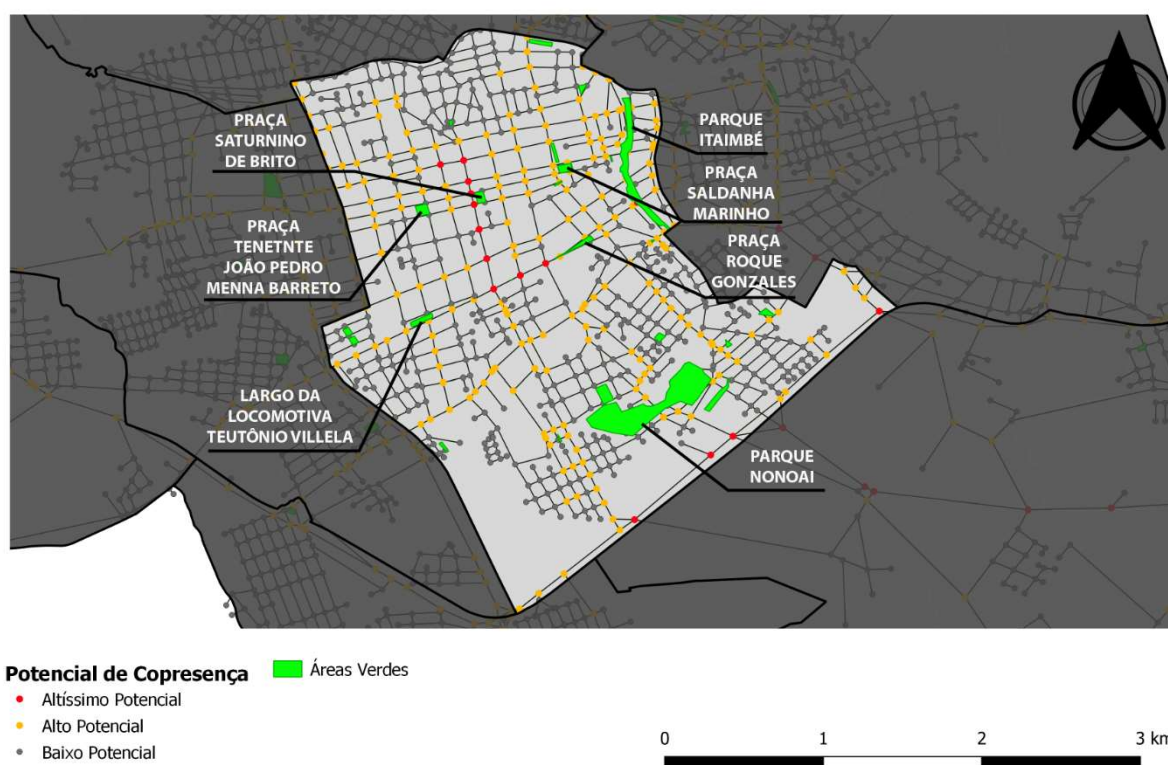 PRAÇA
SATURNINO
DE BRITO
PARQUE
ITAIMBÉ
PRAÇA
SALDANHA
MARINHO
PRAÇA
TENETNTE
JOÃO PEDRO
MENNA BARRETO
PRAÇA
ROQUE
GONZALES
LARGO DA
LOCOMOTIVA
TEUTÔNIO VILLELA
PARQUE
NONOAI
Potencial de Copresença
Áreas Verdes
Altíssimo Potencial
Alto Potencial
Baixo Potencial
0 1 2 3 km